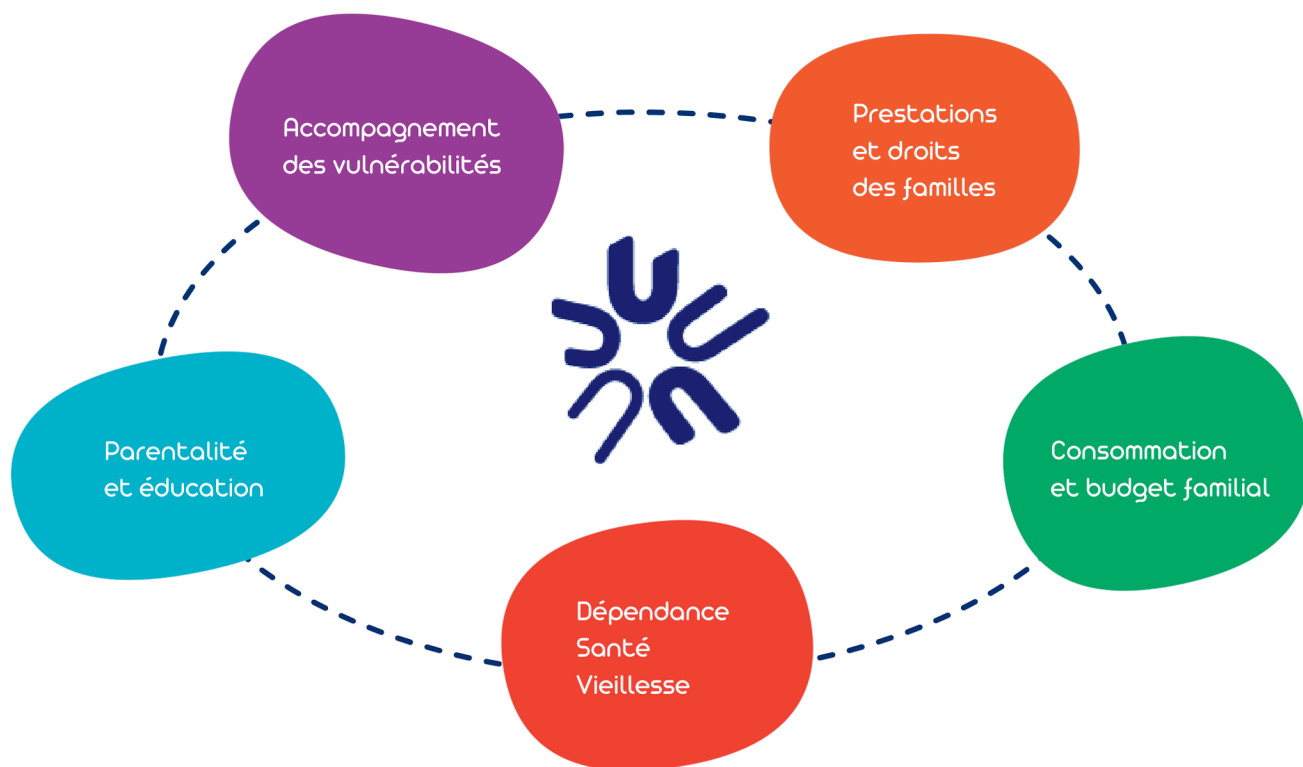 Accompagnement
des vulnérabilités
Prestations
et droits
des familles
Parentalité
et éducation
Consommation
et budget familial
Dépendance
Santé
Vieillesse